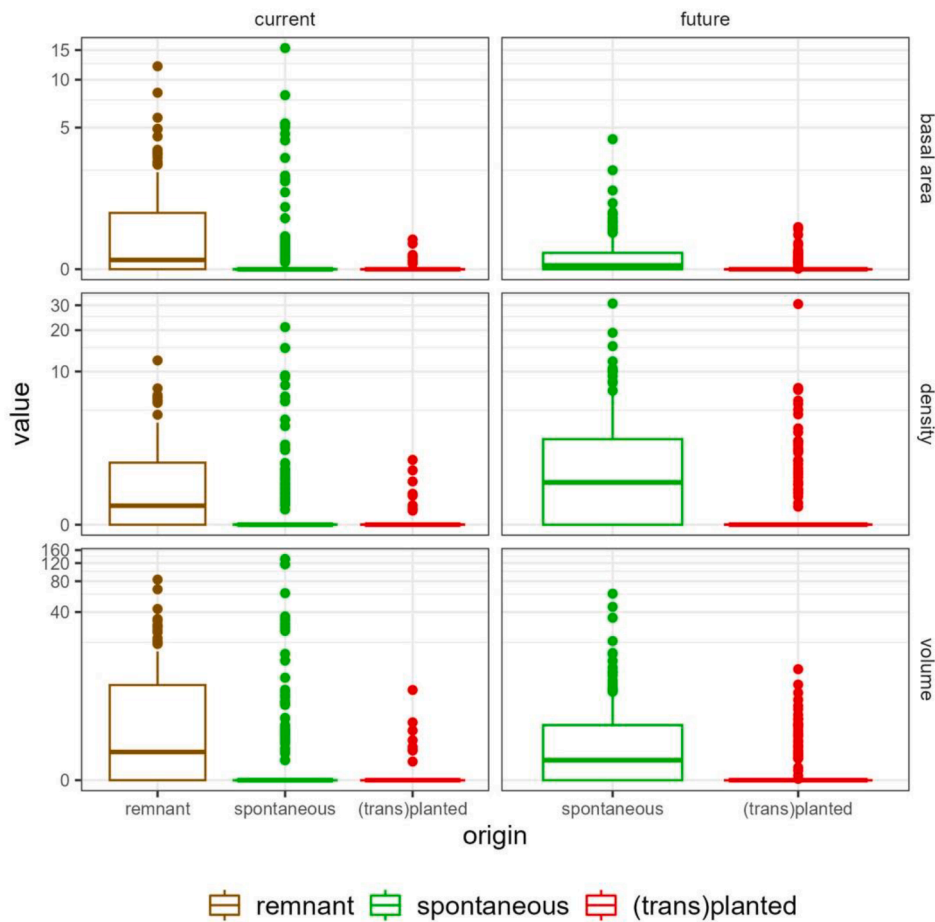 current future
15
10
5
0
basal area
30
20
10
0
density
value
160
120
80
40
0
volume
remnant spontaneous (trans)planted spontaneous (trans)planted
origin
remnant spontaneous (trans)planted